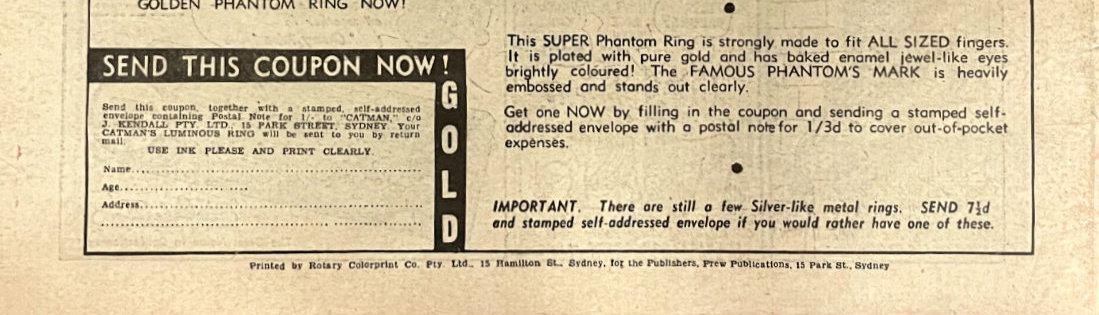 GOLDEN PHANTOM RING NOW!
SEND THIS COUPON NOW!
GOLD
Send this coupon, together with a stamped, self-addressed
envelope containing Postal Note for 1/- to "CATMAN," c/o
J. KENDALL PTY. LTD., 15 PARK STREET, SYDNEY. Your
CATMAN'S LUMINOUS RING will be sent to you by return
mail.
USE INK PLEASE AND PRINT CLEARLY.
Name
Age
Address
This SUPER Phantom Ring is strongly made to fit ALL SIZED fingers.
It is plated with pure gold and has baked enamel jewel-like eyes
brightly coloured! The FAMOUS PHANTOM'S MARK is heavily
embossed and stands out clearly.
Get one NOW by filling in the coupon and sending a stamped self-
addressed envelope with a postal note for 1/3d to cover out-of-pocket
expenses.
IMPORTANT. There are still a few Silver-like metal rings. SEND 7½d
and stamped self-addressed envelope if you would rather have one of these.
Printed by Rotary Colorprint Co. Pty. Ltd., 15 Hamilton St., Sydney, for the Publishers, Frew Publications, 15 Park St., Sydney